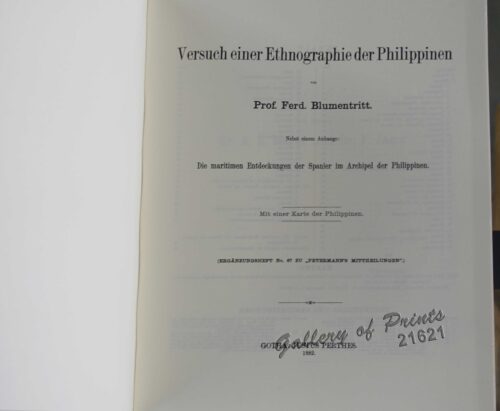 Versuch einer Ethnographie der Philippinen
von
Prof. Ferd. Blumentritt.
Nebst einem Anhange:
Die maritimen Entdeckungen der Spanier im Archipel der Philippinen.
Mit einer Karte der Philippinen.
(ERGÄNZUNGSHEFT No. 67 ZU „PETERMANN'S MITTHEILUNGEN“.)
GOTHA: JUSTUS PERTHES.
1882.
Gallery of Prints
21621